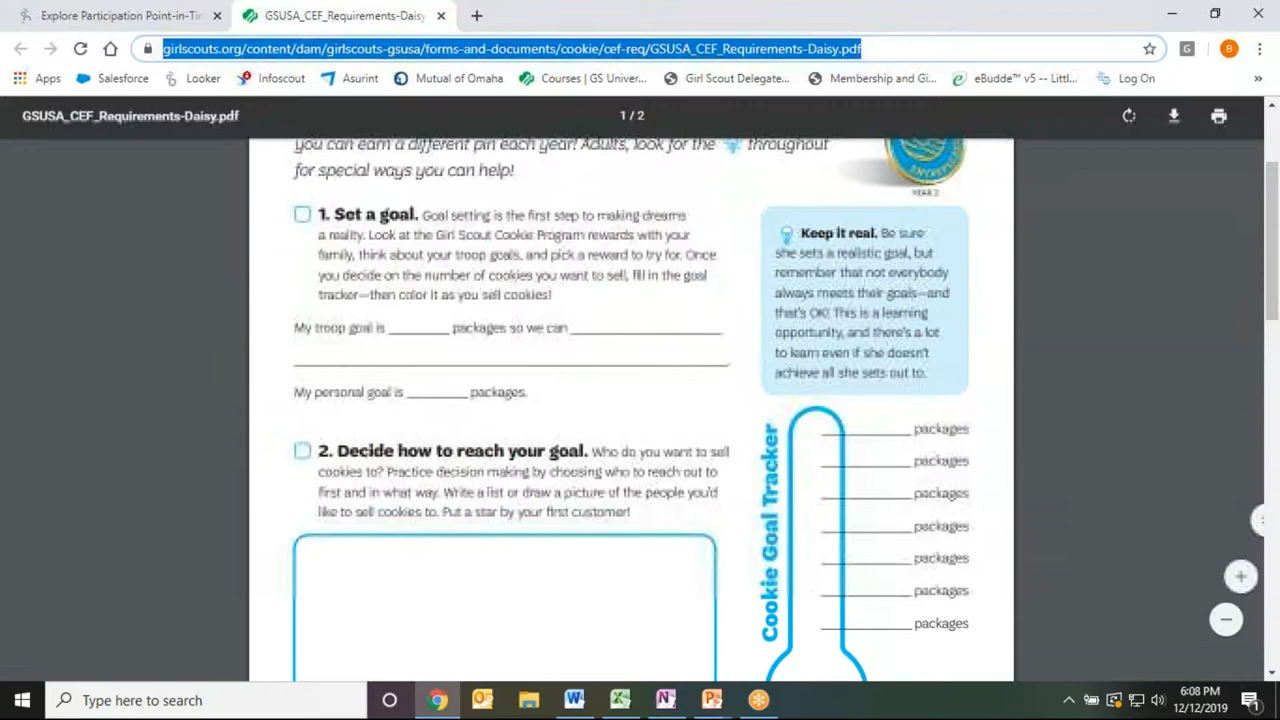 Explore Participation Point-in-Tir
GSUSA_CEF_Requirements-Daisy.
girlscouts.org/content/dam/girlscouts-gsusa/forms-and-documents/cookie/cef-req/GSUSA_CEF_Requirements-Daisy.pdf
G
B
Apps Salesforce Looker Infoscout Asurint Mutual of Omaha Courses | GS Univer... Girl Scout Delegate... Membership and Gi... eBudde™ v5 -- Littl... Log On »
GSUSA_CEF_Requirements-Daisy.pdf
1 / 2
you can earn a different pin each year! Adults, look for the throughout
for special ways you can help!
YEAR 2
1. Set a goal. Goal setting is the first step to making dreams
a reality. Look at the Girl Scout Cookie Program rewards with your
family, think about your troop goals, and pick a reward to try for. Once
you decide on the number of cookies you want to sell, fill in the goal
tracker—then color it as you sell cookies!
My troop goal is ________ packages so we can ____________________
My personal goal is ________ packages.
Keep it real. Be sure
she sets a realistic goal, but
remember that not everybody
always meets their goals—and
that's OK! This is a learning
opportunity, and there's a lot
to learn even if she doesn't
achieve all she sets out to.
2. Decide how to reach your goal. Who do you want to sell
cookies to? Practice decision making by choosing who to reach out to
first and in what way. Write a list or draw a picture of the people you'd
like to sell cookies to. Put a star by your first customer!
Cookie Goal Tracker
____________ packages
____________ packages
____________ packages
____________ packages
____________ packages
____________ packages
____________ packages
Type here to search
6:08 PM
12/12/2019